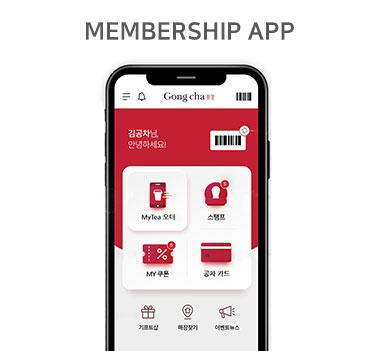 MEMBERSHIP APP
Gong cha 貢茶
김공차님,
안녕하세요!
MyTea 오더
스탬프
MY 쿠폰
공차 카드
기프트샵
매장찾기
이벤트뉴스